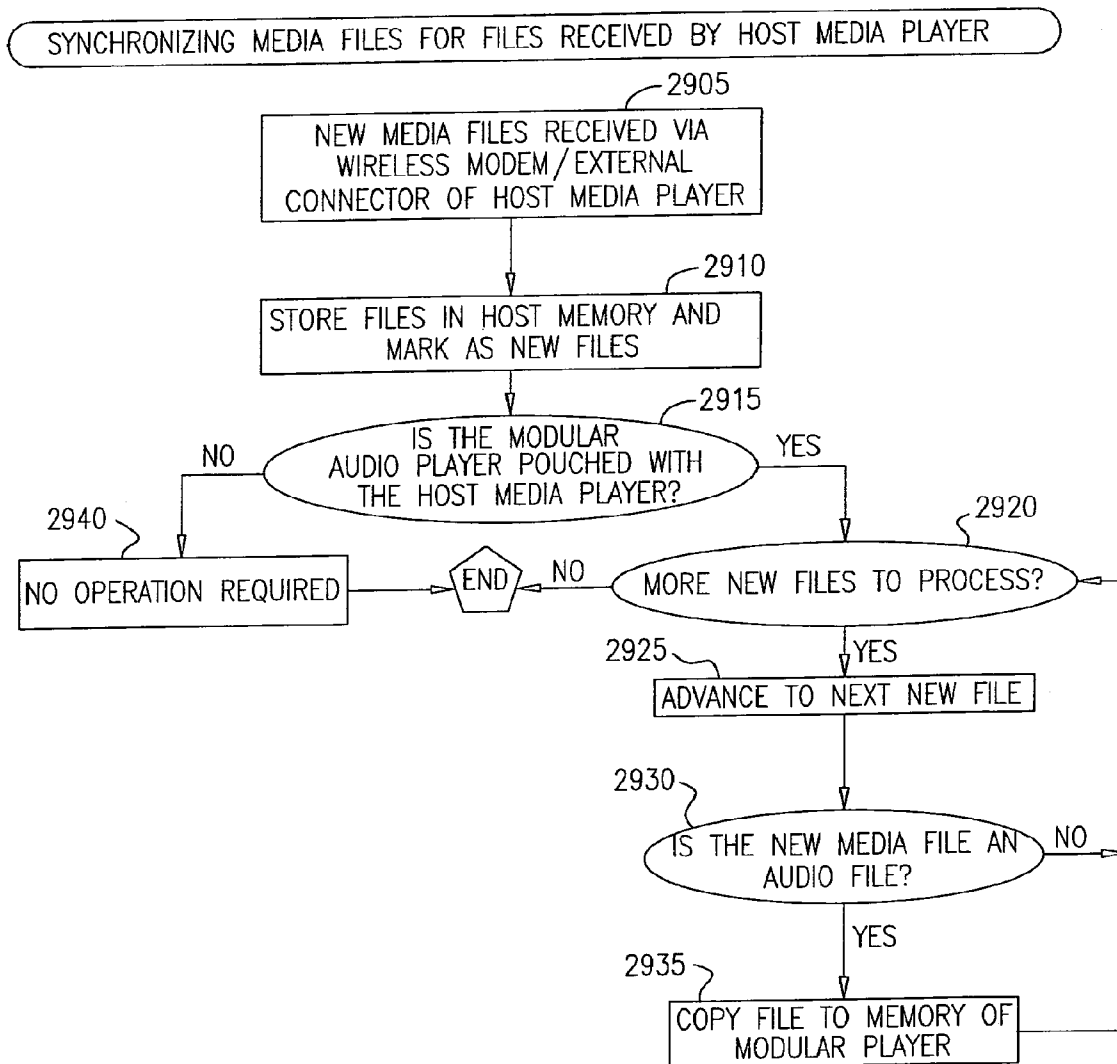 SYNCHRONIZING MEDIA FILES FOR FILES RECEIVED BY HOST MEDIA PLAYER
2905
NEW MEDIA FILES RECEIVED VIA
WIRELESS MODEM/EXTERNAL
CONNECTOR OF HOST MEDIA PLAYER
2910
STORE FILES IN HOST MEMORY AND
MARK AS NEW FILES
2915
IS THE MODULAR
AUDIO PLAYER POUCHED WITH
THE HOST MEDIA PLAYER?
NO
YES
2940
NO OPERATION REQUIRED
END
NO
2920
MORE NEW FILES TO PROCESS?
YES
2925
ADVANCE TO NEXT NEW FILE
2930
IS THE NEW MEDIA FILE AN
AUDIO FILE?
NO
YES
2935
COPY FILE TO MEMORY OF
MODULAR PLAYER